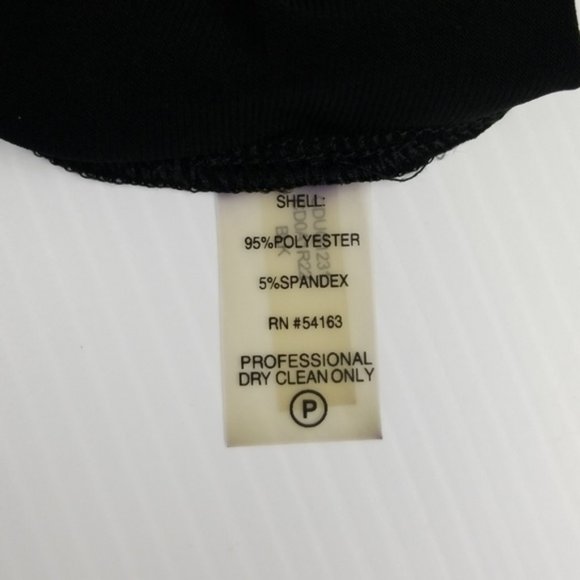 SHELL:
95%POLYESTER
5%SPANDEX
RN #54163
PROFESSIONAL
DRY CLEAN ONLY
P